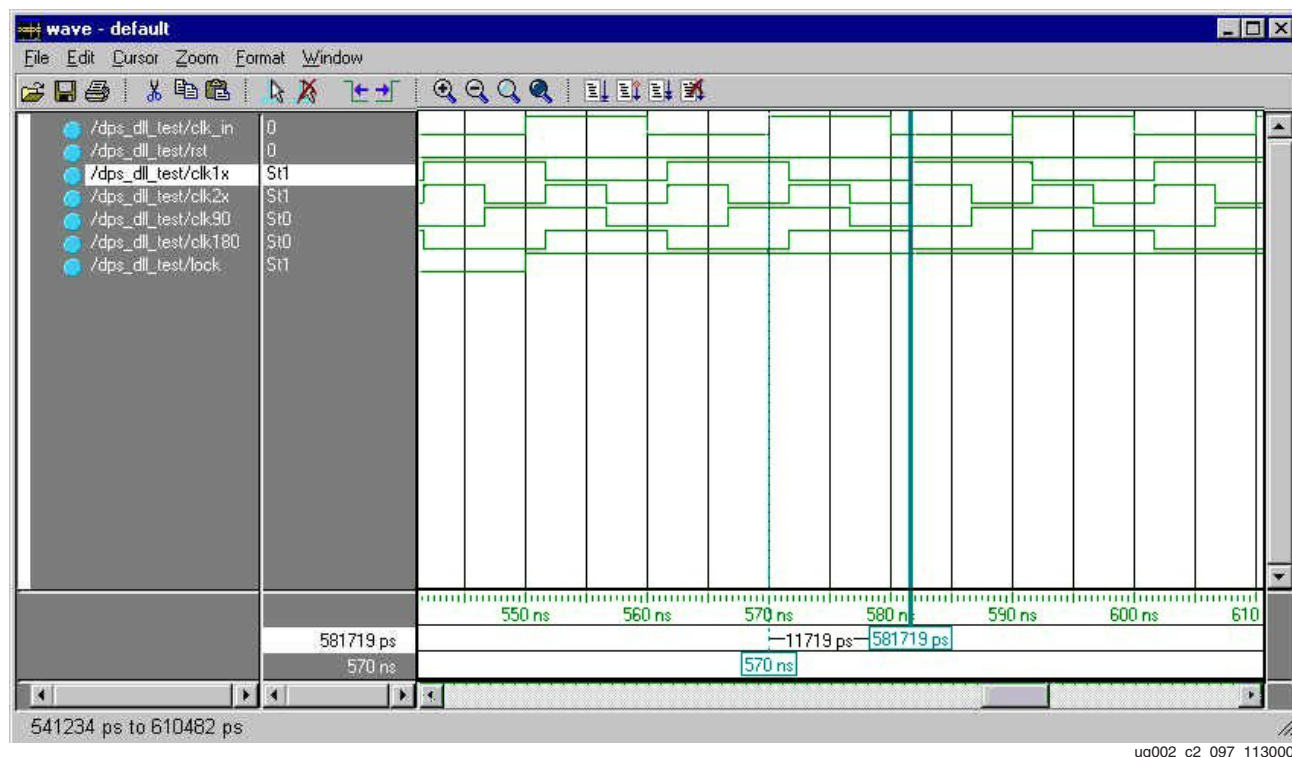 wave - default
File Edit Cursor Zoom Format Window
/dps_dll_test/clk_in 0
/dps_dll_test/rst 0
/dps_dll_test/clk1x St1
/dps_dll_test/clk2x St1
/dps_dll_test/clk90 St0
/dps_dll_test/clk180 St0
/dps_dll_test/lock St1
550 ns 560 ns 570 ns 580 ns 590 ns 600 ns 610
581719 ps 11719 ps 581719 ps
570 ns 570 ns
541234 ps to 610482 ps
ug002_c2_097_113000